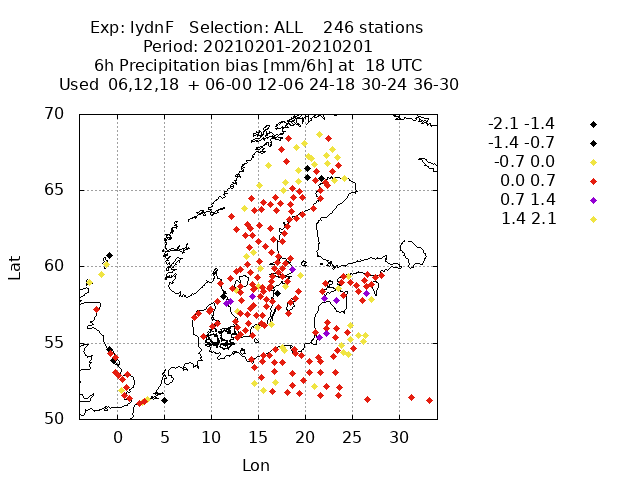 Exp: IydnF Selection: ALL 246 stations
Period: 20210201-20210201
6h Precipitation bias [mm/6h] at 18 UTC
Used 06,12,18 + 06-00 12-06 24-18 30-24 36-30
70
65
60
55
50
Lat
0 5 10 15 20 25 30
Lon
-2.1 -1.4
-1.4 -0.7
-0.7 0.0
0.0 0.7
0.7 1.4
1.4 2.1